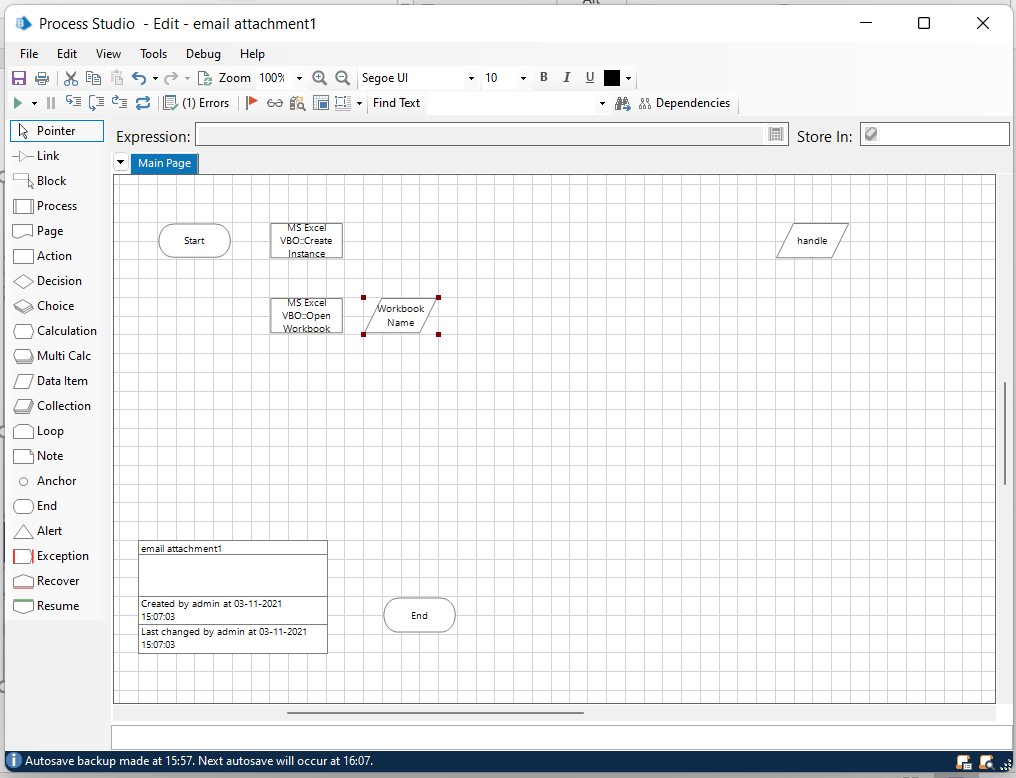 Alt
Process Studio - Edit - email attachment1
File Edit View Tools Debug Help
Zoom 100% Segoe UI 10 B I U
(1) Errors Find Text Dependencies
Pointer
Link
Block
Process
Page
Action
Decision
Choice
Calculation
Multi Calc
Data Item
Collection
Loop
Note
Anchor
End
Alert
Exception
Recover
Resume
Expression: Store In:
Main Page
Start
MS Excel
VBO::Create
Instance
handle
MS Excel
VBO::Open
Workbook
Workbook
Name
email attachment1
Created by admin at 03-11-2021
15:07:03
Last changed by admin at 03-11-2021
15:07:03
End
Autosave backup made at 15:57. Next autosave will occur at 16:07.